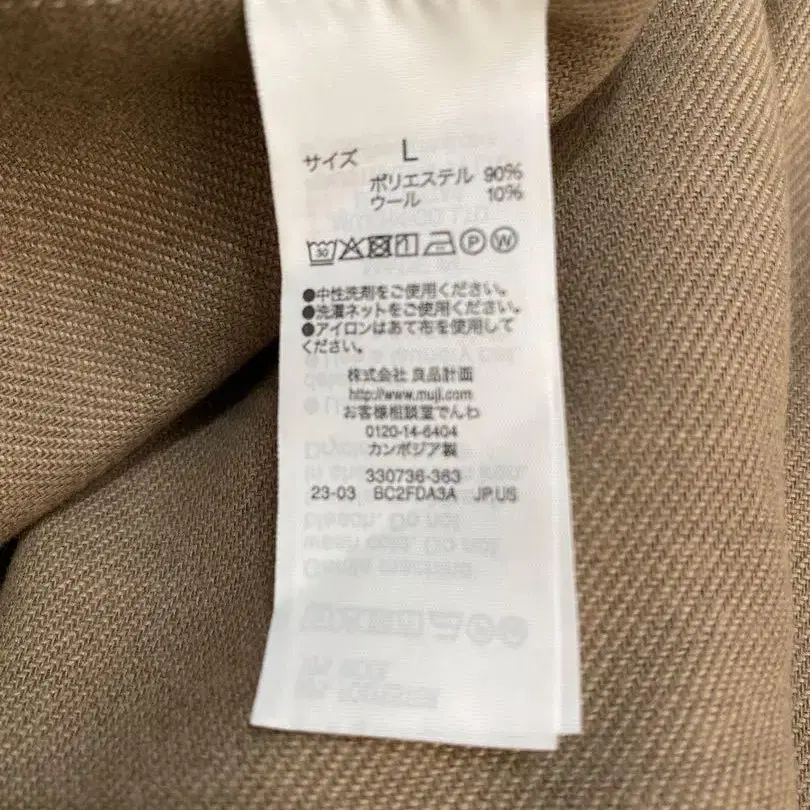 サイズ L
ポリエステル 90%
ウール 10%
30 P W
●中性洗剤をご使用ください。
●洗濯ネットをご使用ください。
●アイロンはあて布を使用して
ください。
株式会社 良品計画
http://www.muji.com
お客様相談室でんわ
0120-14-6404
カンボジア製
330736-363
23-03 BC2FDA3A JP.US